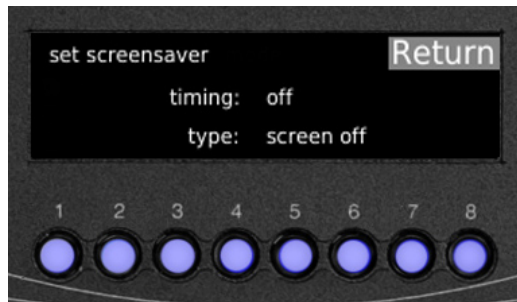 set screensaver Return
timing: off
type: screen off
1 2 3 4 5 6 7 8